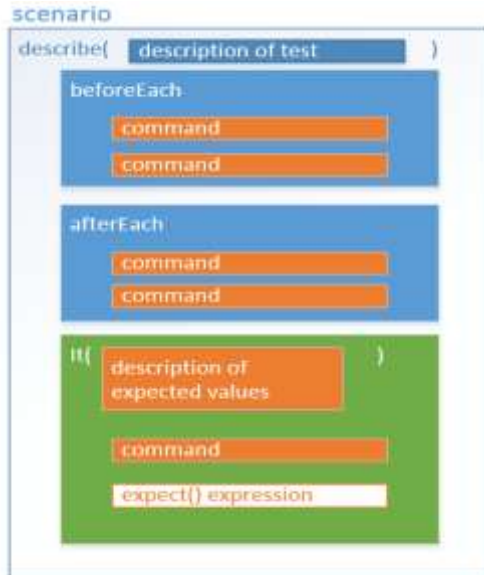 scenario
describe( description of test )
beforeEach
command
command
afterEach
command
command
It( )
description of
expected values
command
expect() expression